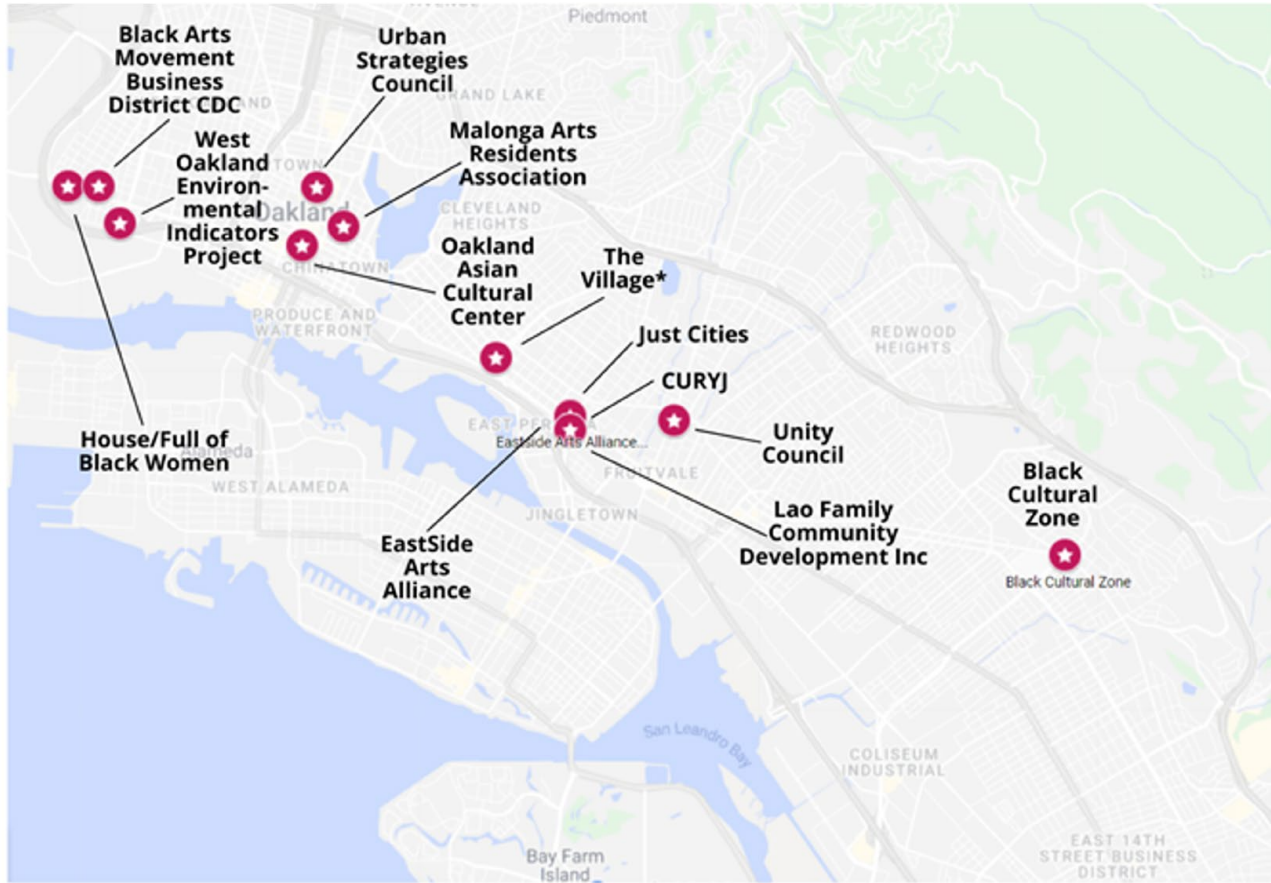 Piedmont
Black Arts
Movement
Business
District CDC
Urban
Strategies
Council
GRAND LAKE
West
Oakland
Environ-
mental
Indicators
Project
Malonga Arts
Residents
Association
Oakland
CLEVELAND
HEIGHTS
CHINATOWN
Oakland
Asian
Cultural
Center
The
Village*
PRODUCE AND
WATERFRONT
REDWOOD
HEIGHTS
Just Cities
CURYJ
Eastside Arts Alliance...
Unity
Council
FRUITVALE
House/Full of
Black Women
Alameda
WEST ALAMEDA
JINGLETOWN
Black
Cultural
Zone
Black Cultural Zone
Lao Family
Community
Development Inc
EastSide
Arts
Alliance
San Leandro Bay
COLISEUM
INDUSTRIAL
EAST 14TH
STREET BUSINESS
DISTRICT
Bay Farm
Island